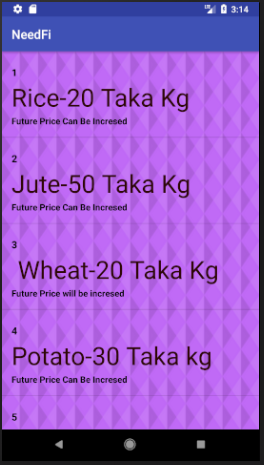 3:14
NeedFi
1
Rice-20 Taka Kg
Future Price Can Be Incresed
2
Jute-50 Taka Kg
Future Price Can Be Incresed
3
Wheat-20 Taka Kg
Future Price will be incresed
4
Potato-30 Taka kg
Future Price Can Be Incresed
5